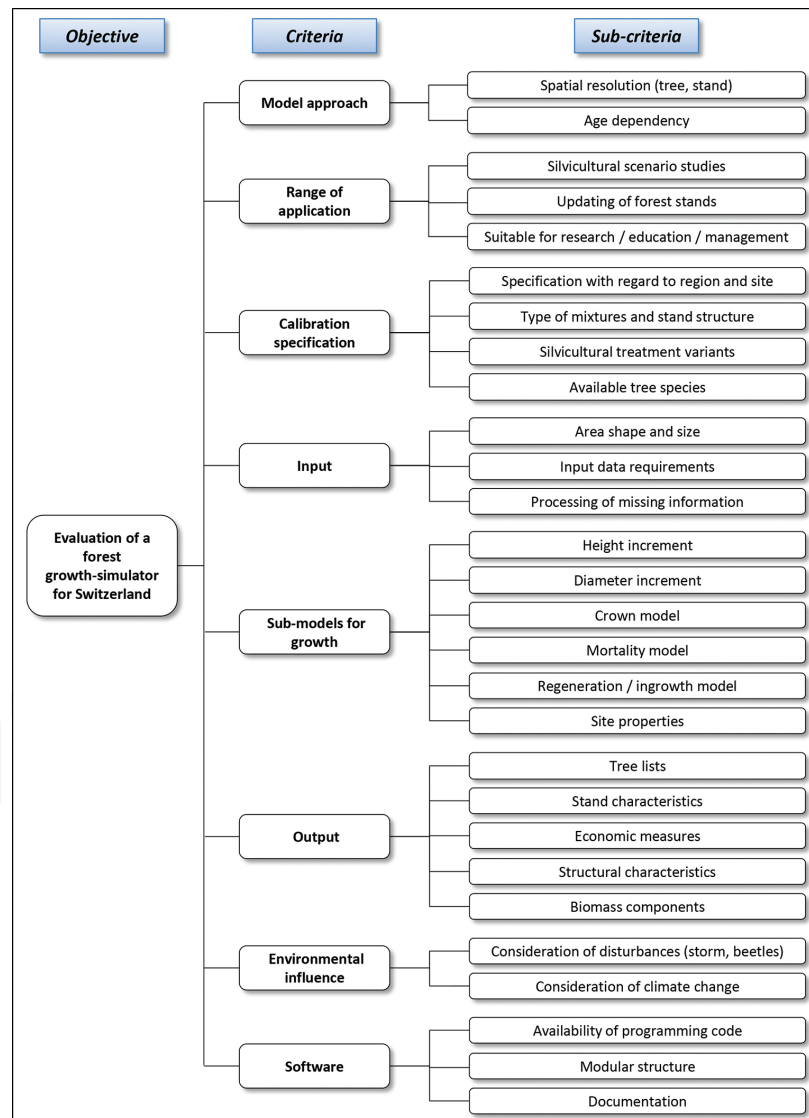 Objective
Criteria
Sub-criteria
Evaluation of a
forest
growth-simulator
for Switzerland
Model approach
Spatial resolution (tree, stand)
Age dependency
Range of
application
Silvicultural scenario studies
Updating of forest stands
Suitable for research / education / management
Calibration
specification
Specification with regard to region and site
Type of mixtures and stand structure
Silvicultural treatment variants
Available tree species
Input
Area shape and size
Input data requirements
Processing of missing information
Sub-models for
growth
Height increment
Diameter increment
Crown model
Mortality model
Regeneration / ingrowth model
Site properties
Output
Tree lists
Stand characteristics
Economic measures
Structural characteristics
Biomass components
Environmental
influence
Consideration of disturbances (storm, beetles)
Consideration of climate change
Software
Availability of programming code
Modular structure
Documentation